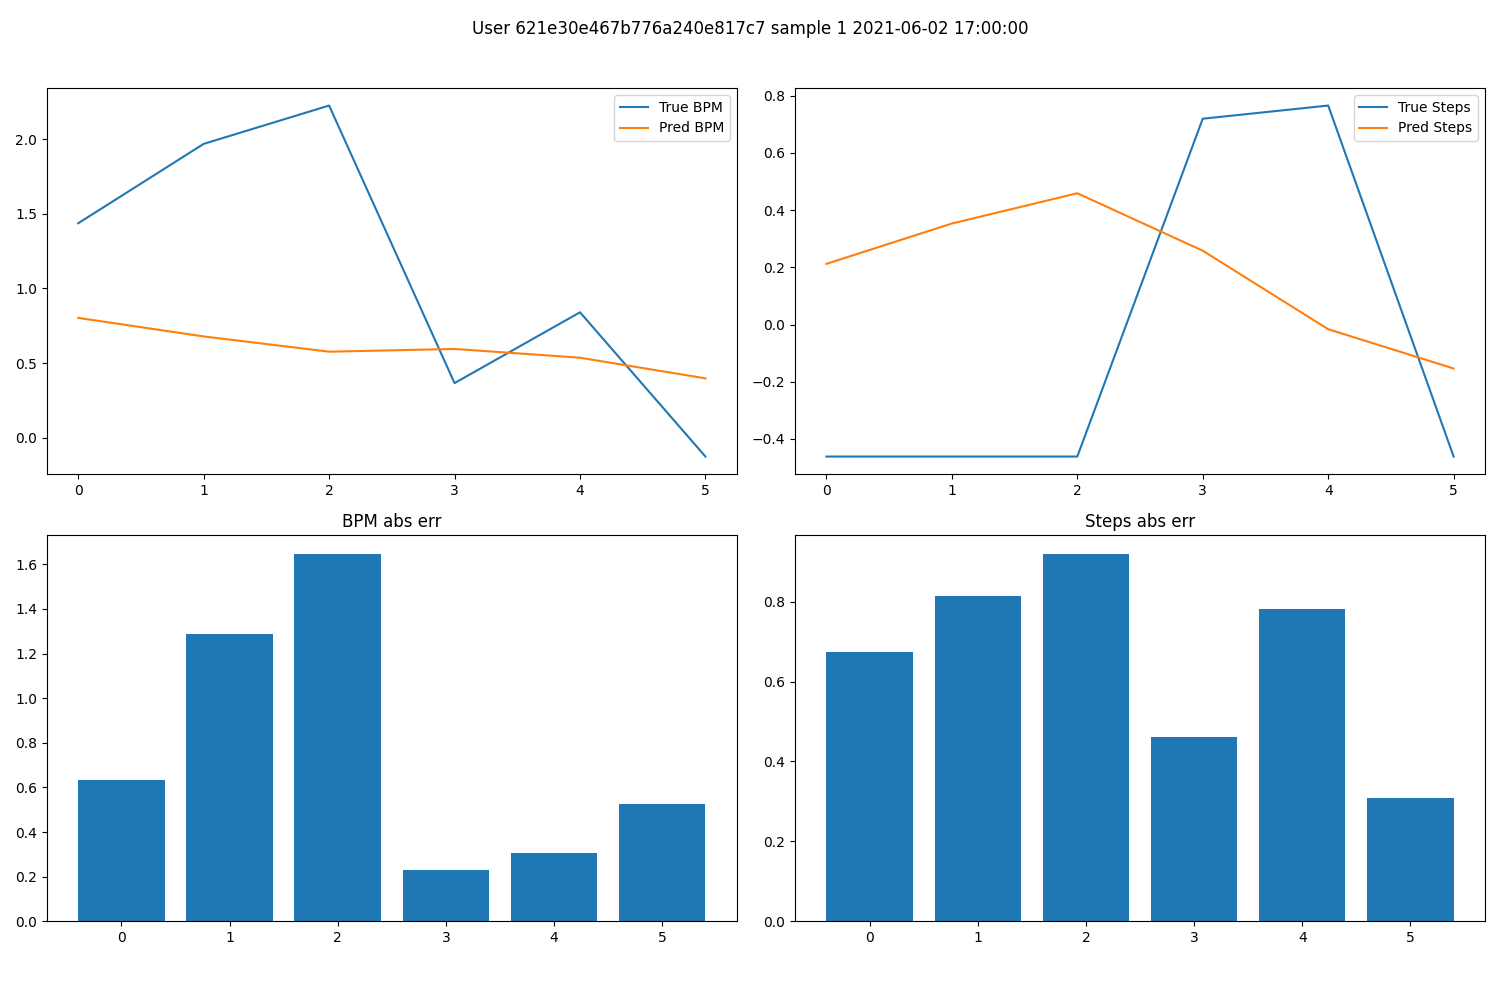 User 621e30e467b776a240e817c7 sample 1 2021-06-02 17:00:00
True BPM
Pred BPM
2.0
1.5
1.0
0.5
0.0
0 1 2 3 4 5
True Steps
Pred Steps
0.8
0.6
0.4
0.2
0.0
−0.2
−0.4
0 1 2 3 4 5
BPM abs err
1.6
1.4
1.2
1.0
0.8
0.6
0.4
0.2
0.0
0 1 2 3 4 5
Steps abs err
0.8
0.6
0.4
0.2
0.0
0 1 2 3 4 5